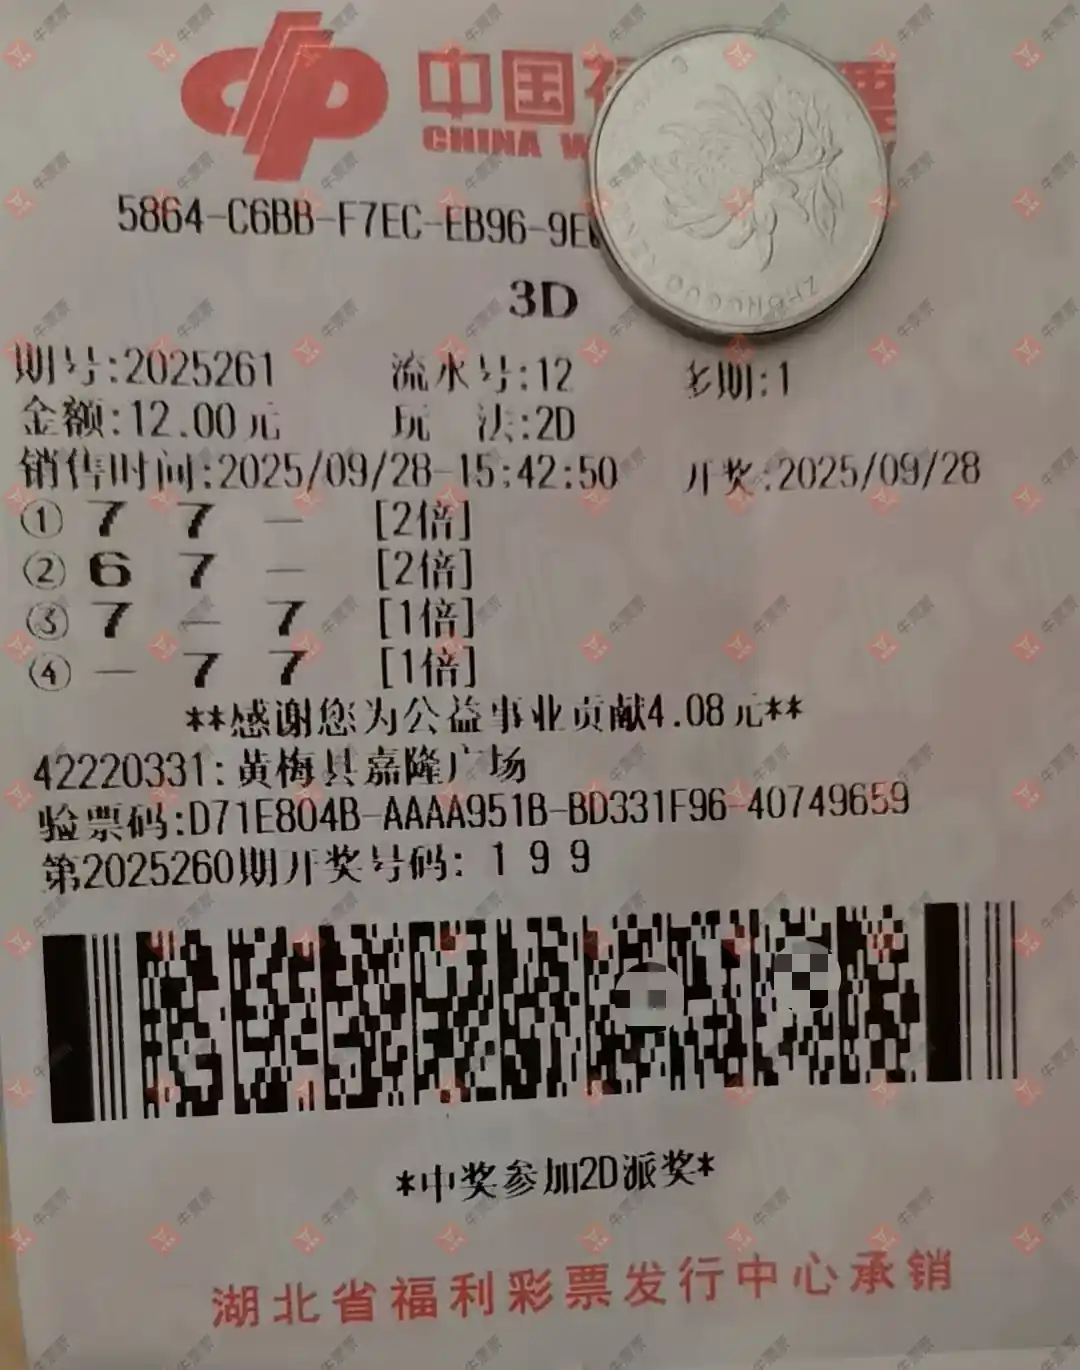 中国福 票
CHINA W
5864-C6BB-F7EC-EB96-9E
3D
期号:2025261 流水号:12 多期:1
金额:12.00元 玩 法:2D
销售时间:2025/09/28-15:42:50 开奖:2025/09/28
① 7 7 — [2倍]
② 6 7 — [2倍]
③ 7 — 7 [1倍]
④ — 7 7 [1倍]
**感谢您为公益事业贡献4.08元**
42220331:黄梅县嘉隆广场
验票码:D71E804B-AAAA951B-BD331F96-40749659
第2025260期开奖号码: 1 9 9
*中奖参加2D派奖*
湖北省福利彩票发行中心承销
ZHONGGUO
牛票票